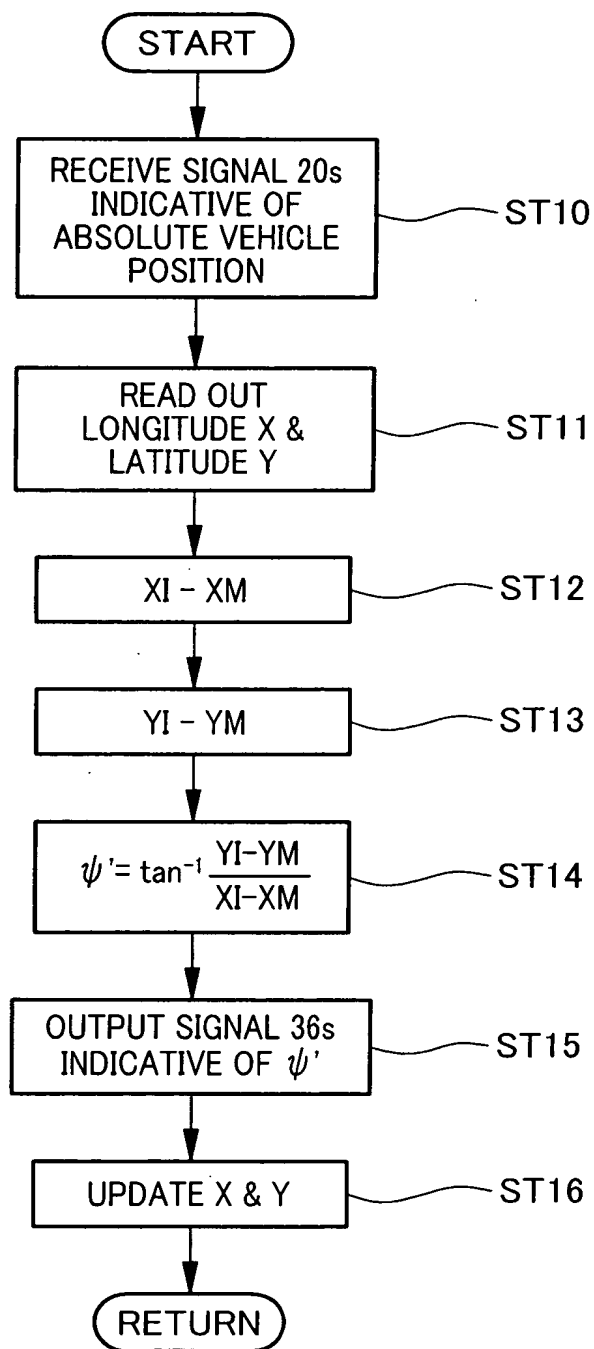 START
RECEIVE SIGNAL 20s
INDICATIVE OF
ABSOLUTE VEHICLE
POSITION
ST10
READ OUT
LONGITUDE X &
LATITUDE Y
ST11
XI - XM
ST12
YI - YM
ST13
ψ'= tan⁻¹ YI-YM
XI-XM
ST14
OUTPUT SIGNAL 36s
INDICATIVE OF ψ'
ST15
UPDATE X & Y
ST16
RETURN